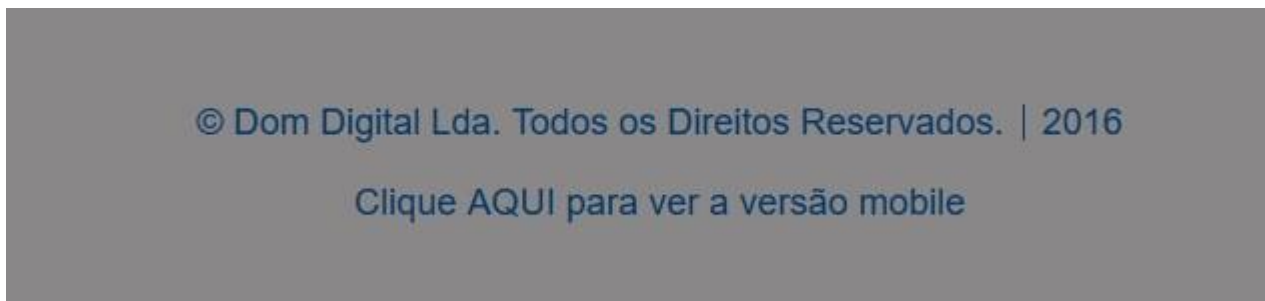 © Dom Digital Lda. Todos os Direitos Reservados. | 2016
Clique AQUI para ver a versão mobile